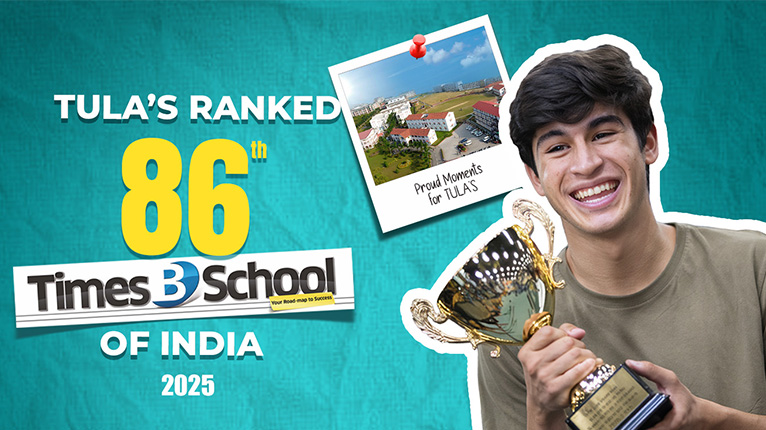 TULA'S RANKED
86th
Times B School
Your Road-map to Success
OF INDIA
2025
Proud Moments
for TULA'S